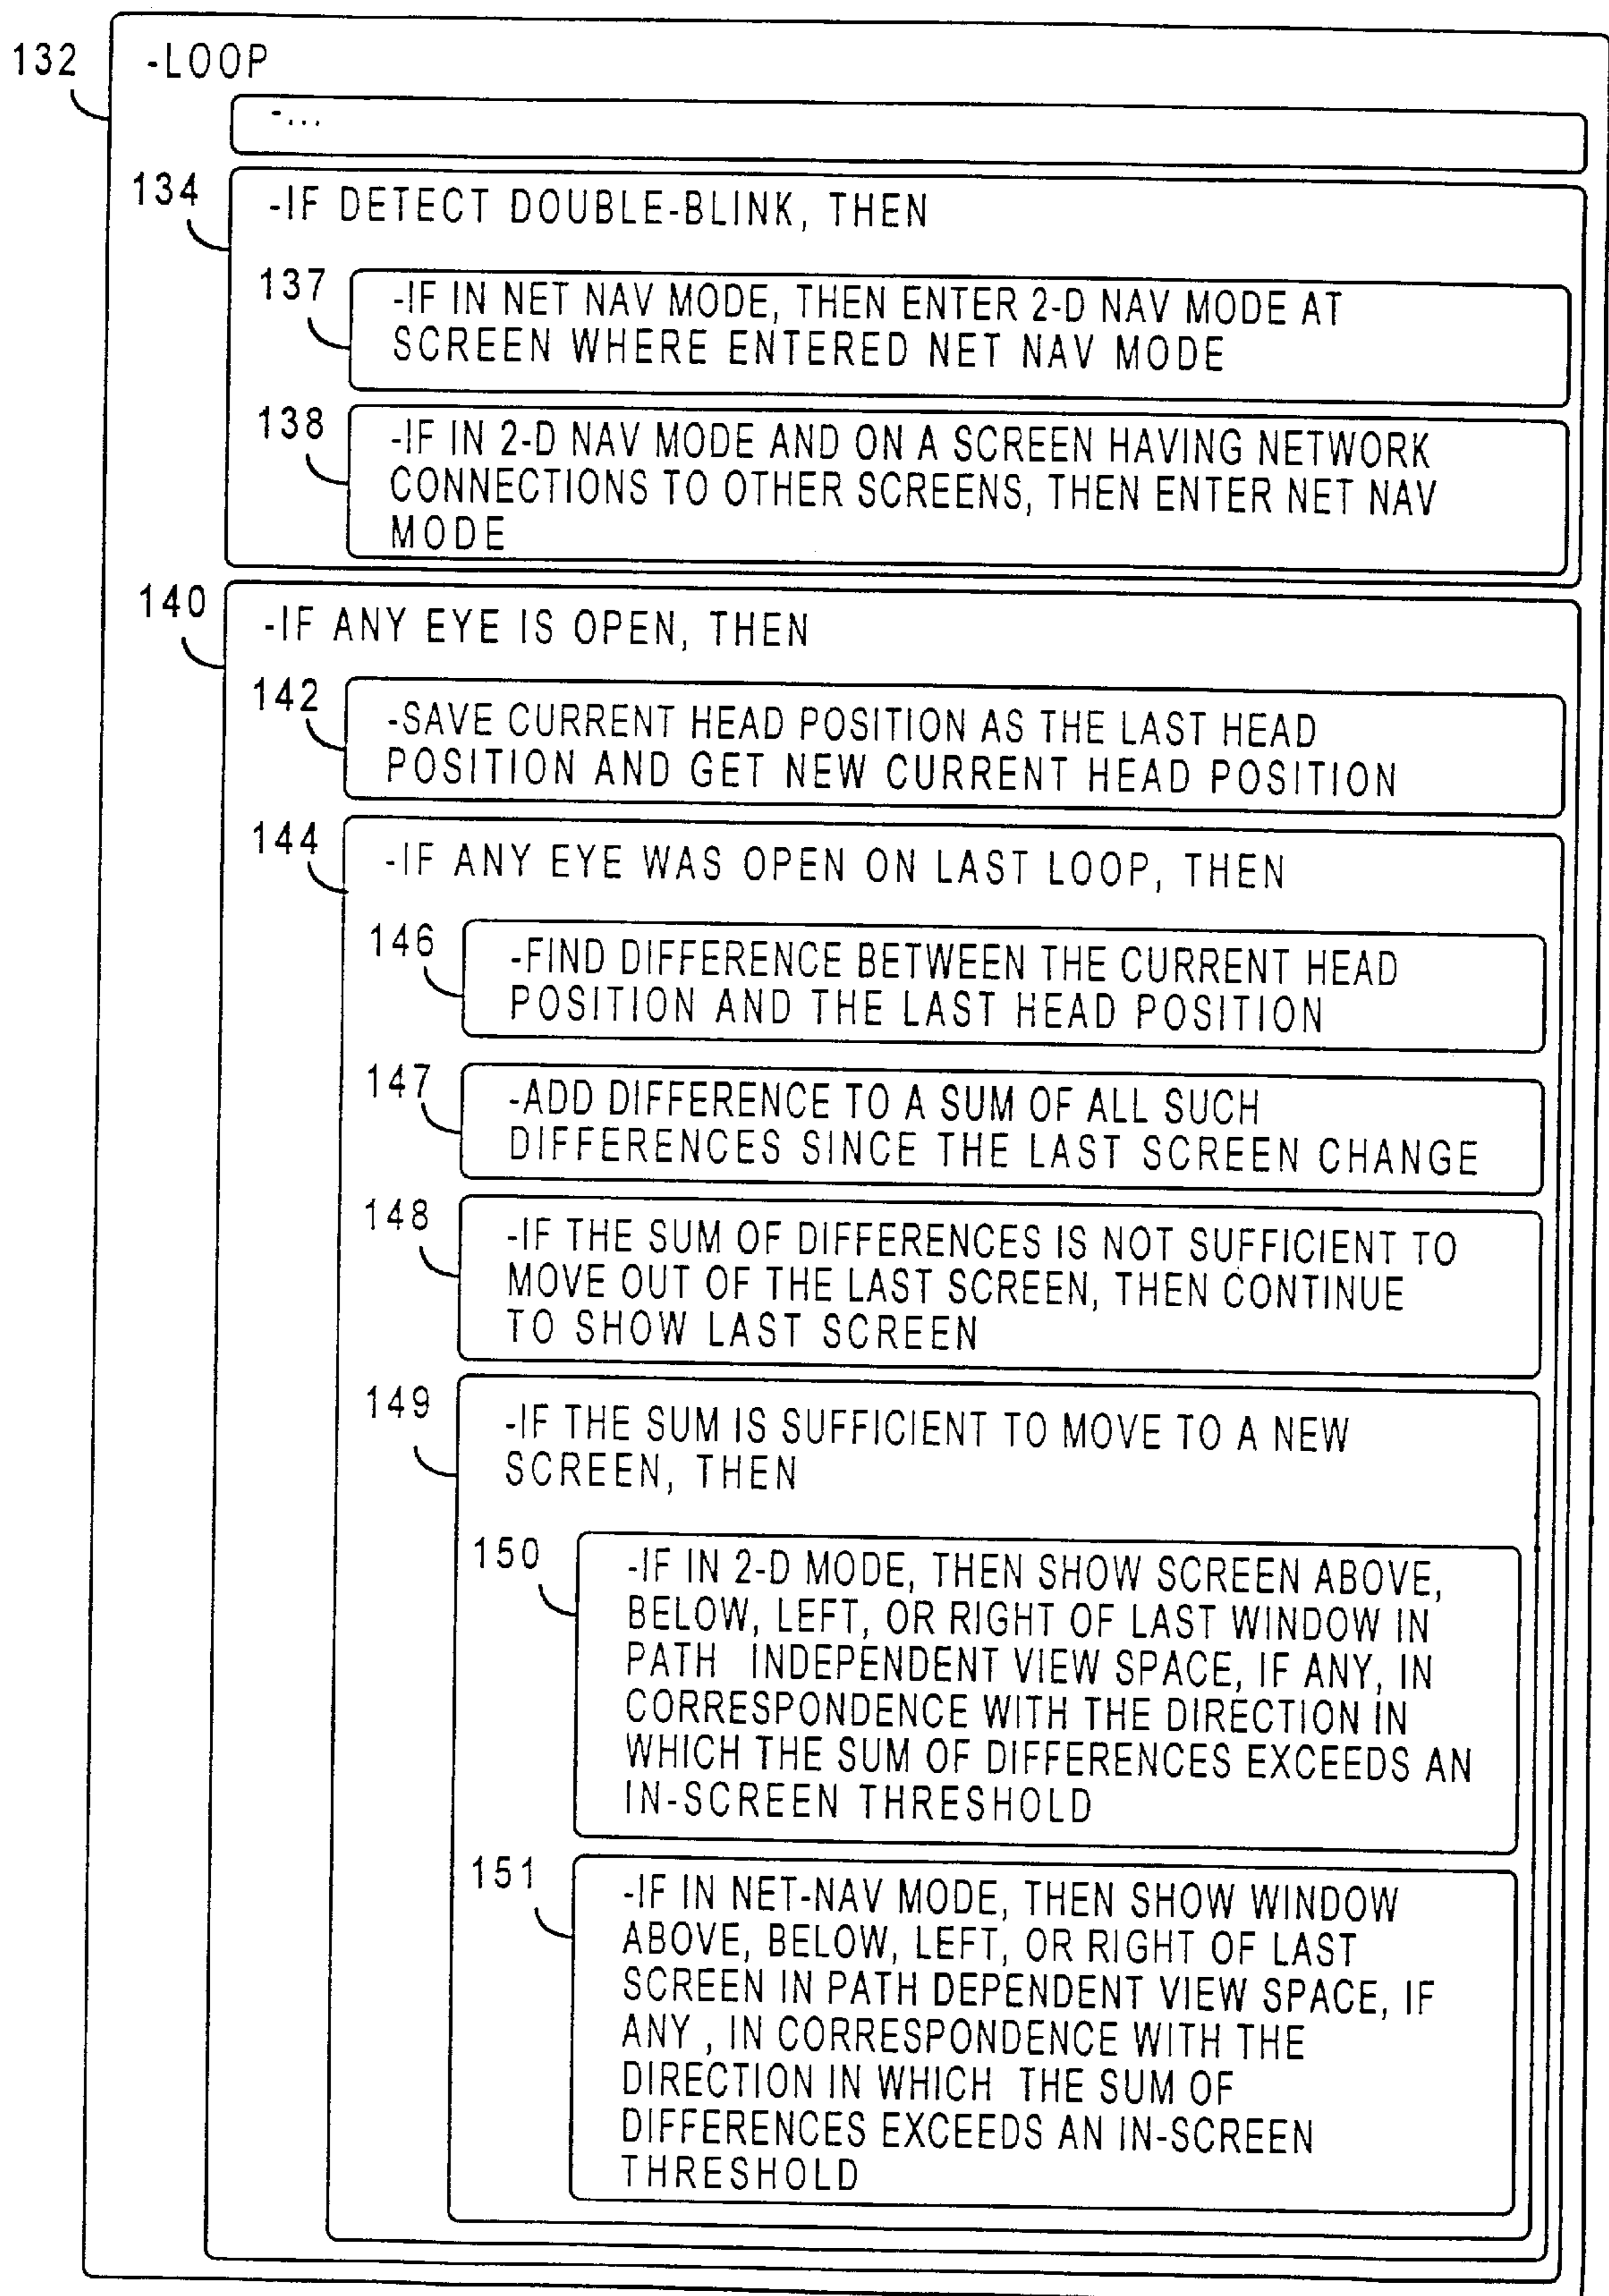 132
-LOOP
-...
134
-IF DETECT DOUBLE-BLINK, THEN
137
-IF IN NET NAV MODE, THEN ENTER 2-D NAV MODE AT
SCREEN WHERE ENTERED NET NAV MODE
138
-IF IN 2-D NAV MODE AND ON A SCREEN HAVING NETWORK
CONNECTIONS TO OTHER SCREENS, THEN ENTER NET NAV
MODE
140
-IF ANY EYE IS OPEN, THEN
142
-SAVE CURRENT HEAD POSITION AS THE LAST HEAD
POSITION AND GET NEW CURRENT HEAD POSITION
144
-IF ANY EYE WAS OPEN ON LAST LOOP, THEN
146
-FIND DIFFERENCE BETWEEN THE CURRENT HEAD
POSITION AND THE LAST HEAD POSITION
147
-ADD DIFFERENCE TO A SUM OF ALL SUCH
DIFFERENCES SINCE THE LAST SCREEN CHANGE
148
-IF THE SUM OF DIFFERENCES IS NOT SUFFICIENT TO
MOVE OUT OF THE LAST SCREEN, THEN CONTINUE
TO SHOW LAST SCREEN
149
-IF THE SUM IS SUFFICIENT TO MOVE TO A NEW
SCREEN, THEN
150
-IF IN 2-D MODE, THEN SHOW SCREEN ABOVE,
BELOW, LEFT, OR RIGHT OF LAST WINDOW IN
PATH INDEPENDENT VIEW SPACE, IF ANY, IN
CORRESPONDENCE WITH THE DIRECTION IN
WHICH THE SUM OF DIFFERENCES EXCEEDS AN
IN-SCREEN THRESHOLD
151
-IF IN NET-NAV MODE, THEN SHOW WINDOW
ABOVE, BELOW, LEFT, OR RIGHT OF LAST
SCREEN IN PATH DEPENDENT VIEW SPACE, IF
ANY , IN CORRESPONDENCE WITH THE
DIRECTION IN WHICH THE SUM OF
DIFFERENCES EXCEEDS AN IN-SCREEN
THRESHOLD